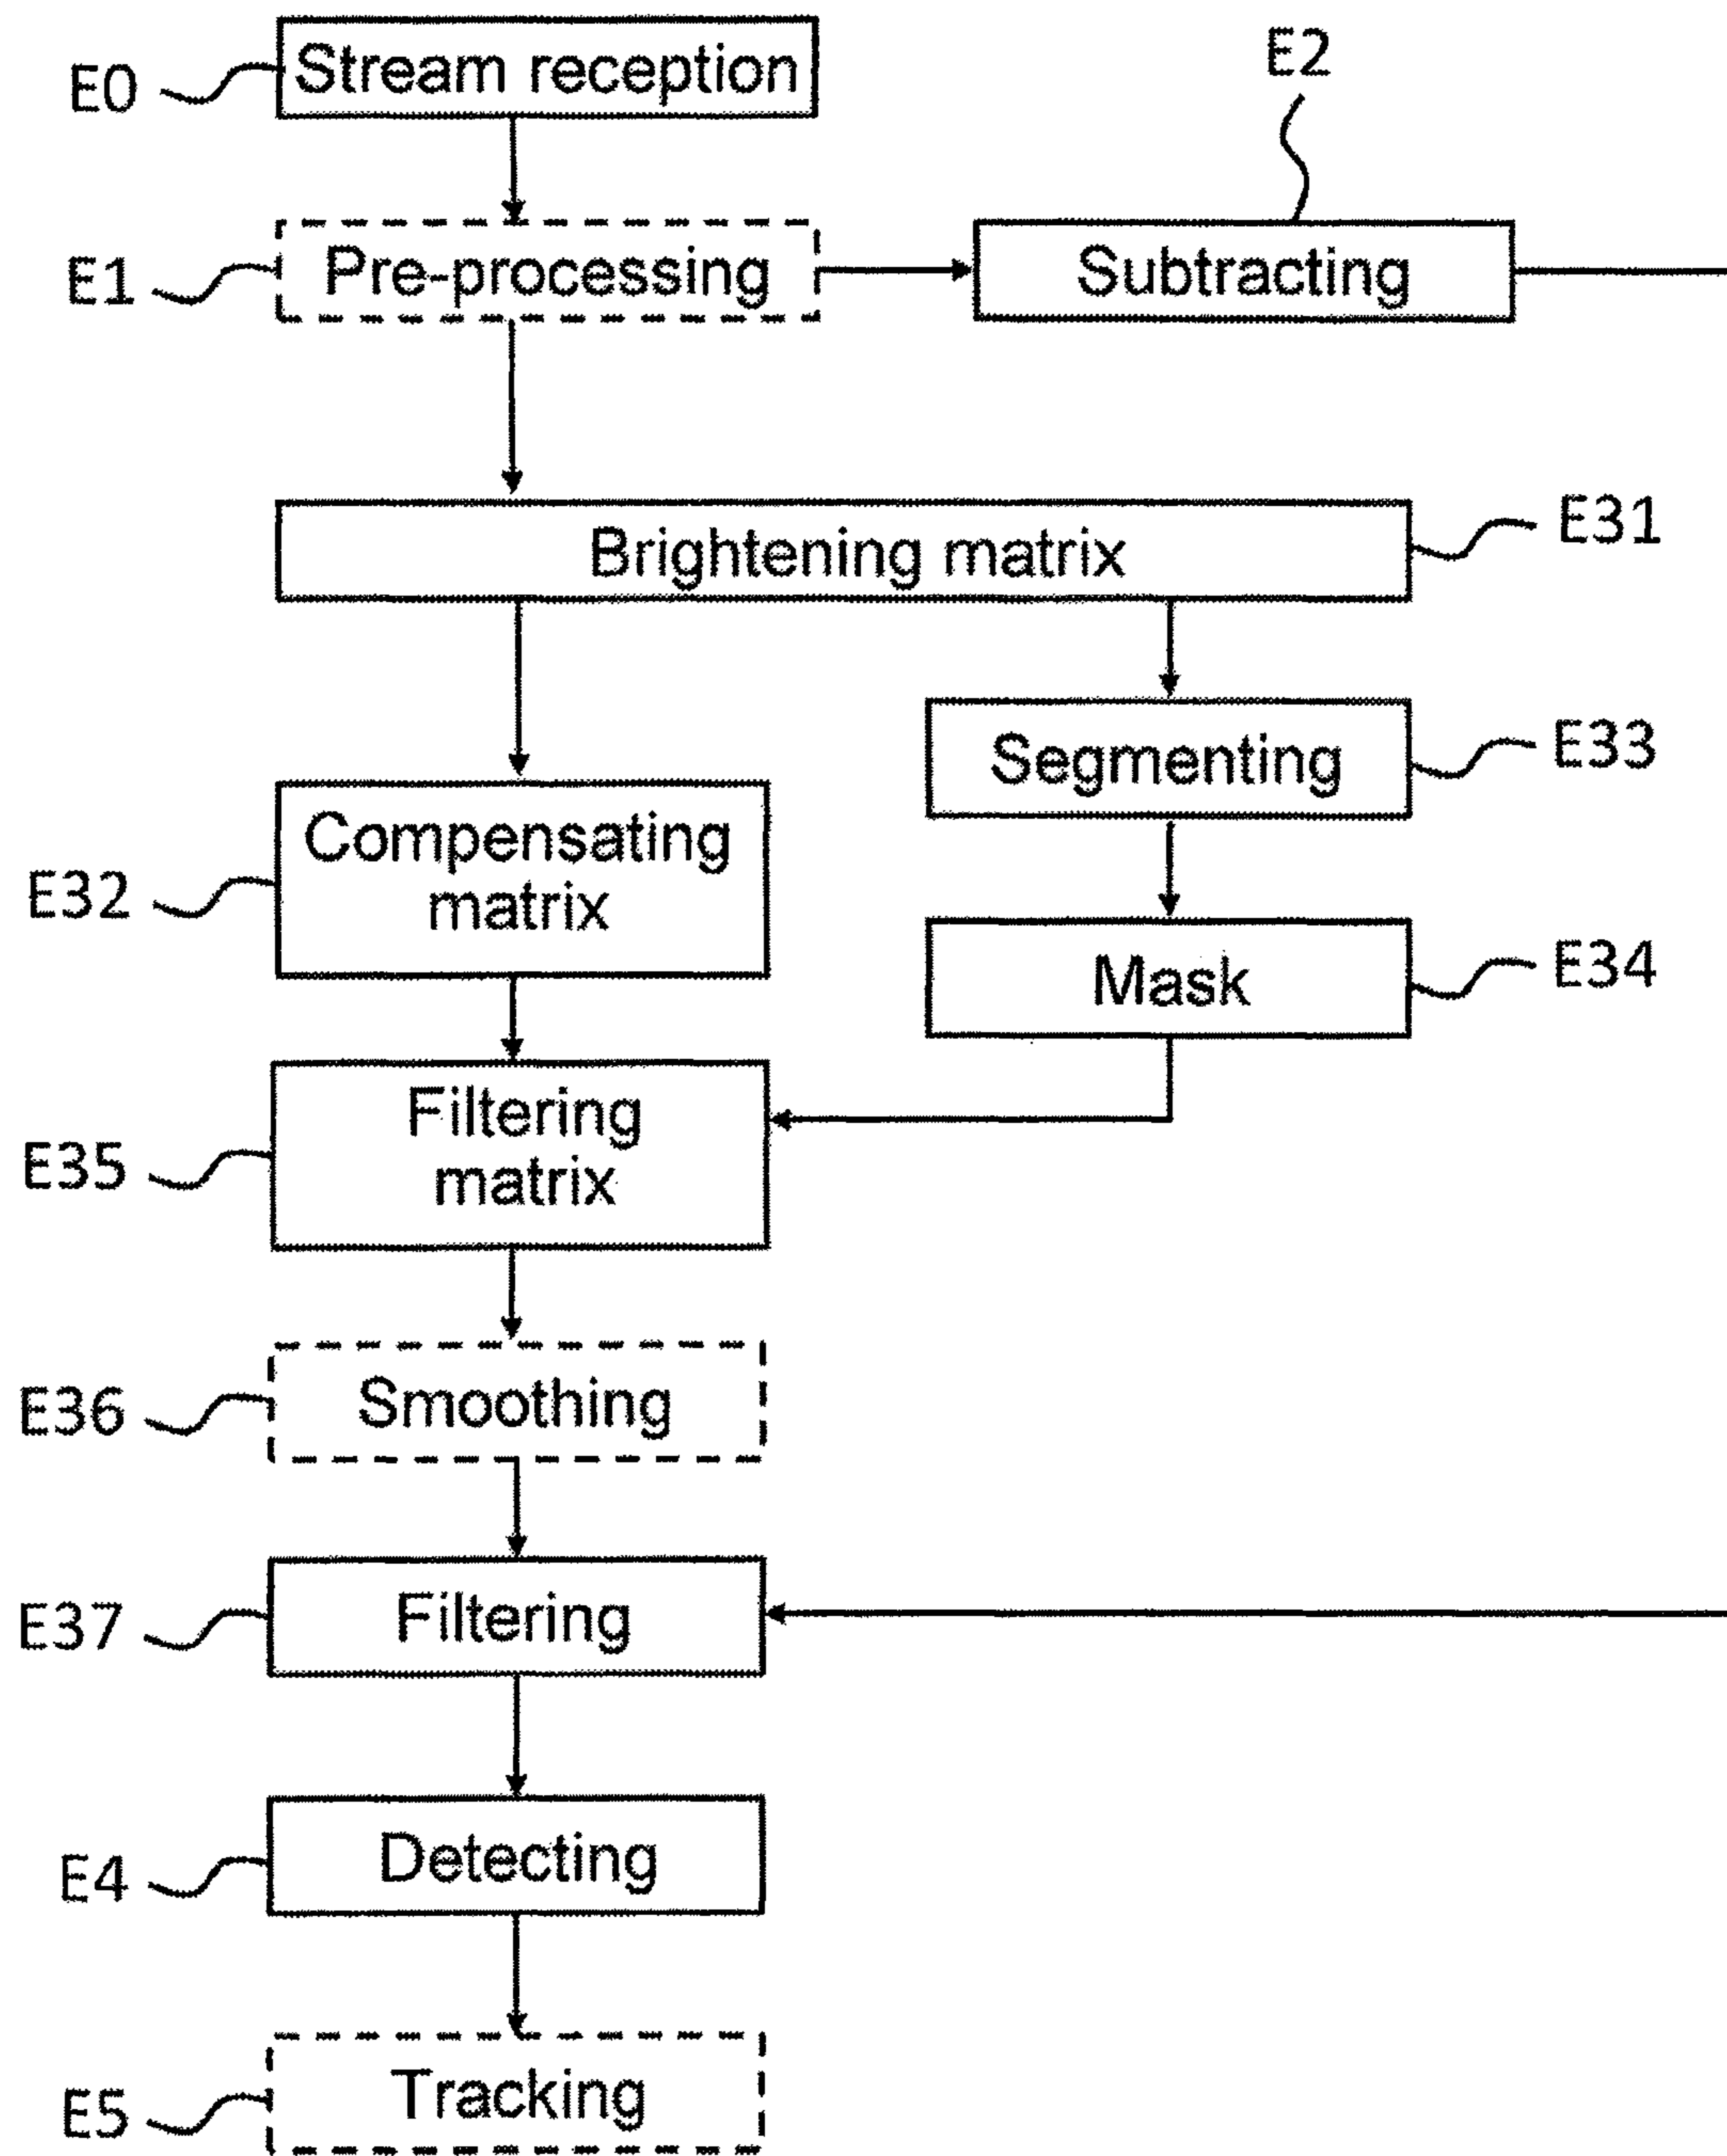 E0
Stream reception
E2
E1
Pre-processing
Subtracting
Brightening matrix
E31
Segmenting
E33
E32
Compensating
matrix
Mask
E34
E35
Filtering
matrix
E36
Smoothing
E37
Filtering
E4
Detecting
E5
Tracking